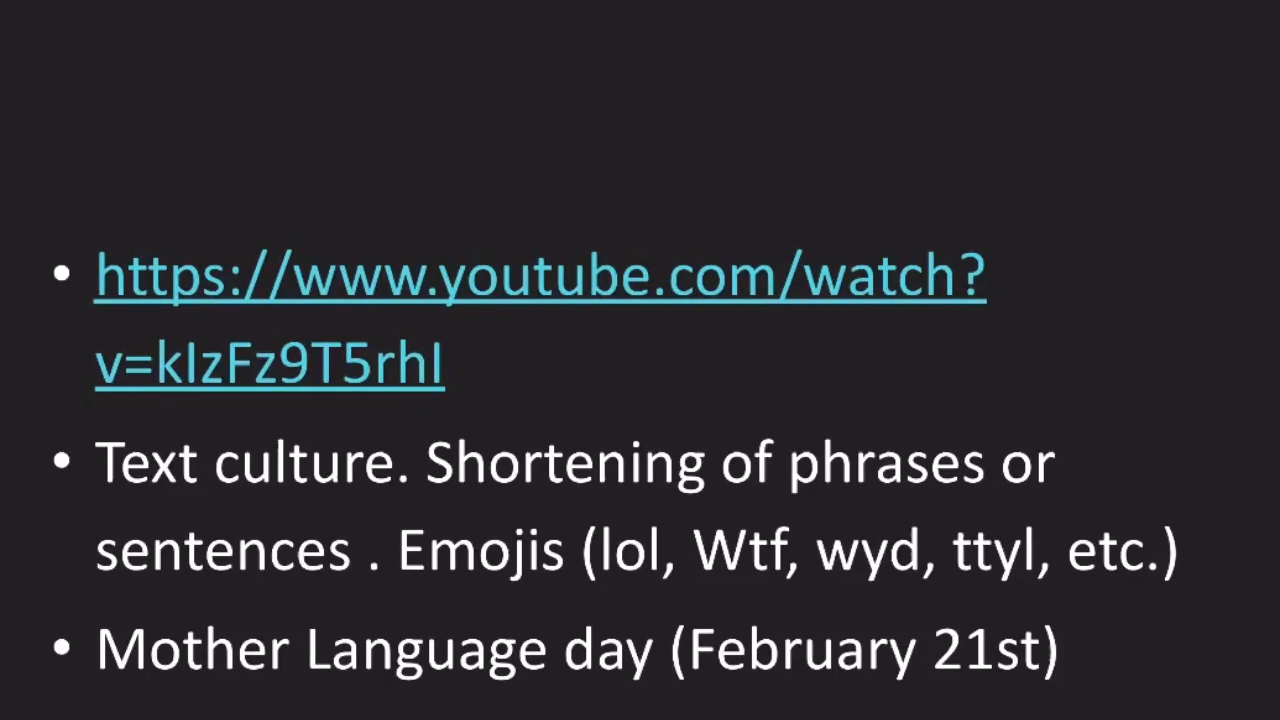 • https://www.youtube.com/watch?
v=kIzFz9T5rhI
• Text culture. Shortening of phrases or
sentences . Emojis (lol, Wtf, wyd, ttyl, etc.)
• Mother Language day (February 21st)